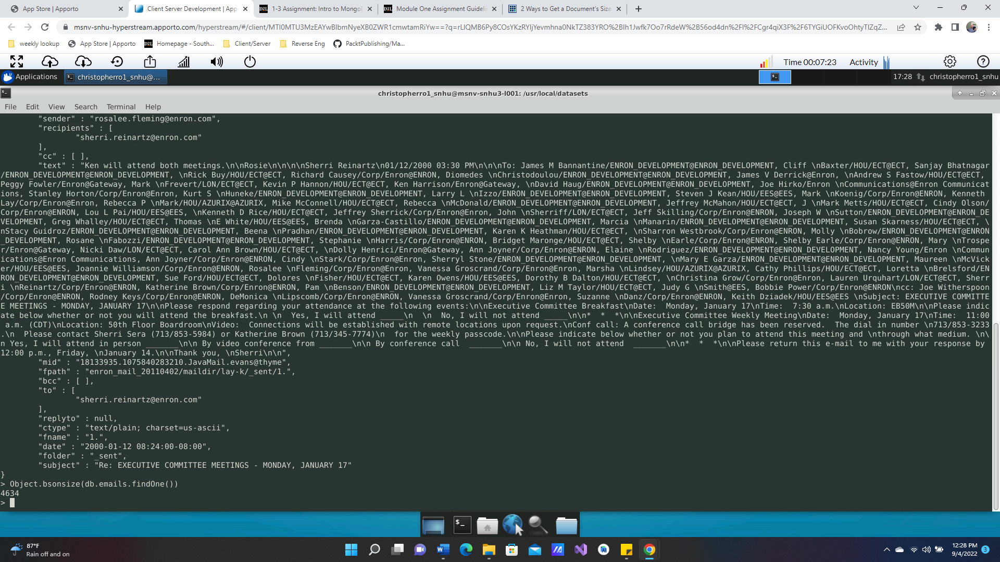 App Store | Apporto
Client Server Development | App
1-3 Assignment: Intro to Mongo
Module One Assignment Guideli
2 Ways to Get a Document's Size
msnv-snhu-hyperstream.apporto.com/hyperstream/#/client/
weekly lookup
App Store | Apporto
Homepage - South...
Client/Server
Reverse Eng
PacktPublishing/Ma...
Time 00:07:23
Activity
Applications
christopherro1_snhu@...
17:28
christopherro1_snhu
christopherro1_snhu@msnv-snhu3-l001: /usr/local/datasets
File Edit View Search Terminal Help
"sender" : "rosalee.fleming@enron.com",
"recipients" : [
"sherri.reinartz@enron.com"
],
"cc" : [ ],
"text" : "Ken will attend both meetings.\n\nRosie\n\n\n\nSherri Reinartz\n01/12/2000 03:30 PM\n\n\nTo: James M Bannantine/ENRON_DEVELOPMENT@ENRON_DEVELOPMENT, Cliff \nBaxter/HOU/ECT@ECT, Sanjay Bhatnagar
/ENRON_DEVELOPMENT@ENRON_DEVELOPMENT, \nRick Buy/HOU/ECT@ECT, Richard Causey/Corp/Enron@ENRON, Diomedes \nChristodoulou/ENRON_DEVELOPMENT@ENRON_DEVELOPMENT, James V Derrick@Enron, \nAndrew S Fastow/HOU/ECT@ECT,
Peggy Fowler/Enron@Gateway, Mark \nFrevert/LON/ECT@ECT, Kevin P Hannon/HOU/ECT@ECT, Ken Harrison/Enron@Gateway, \nDavid Haug/ENRON_DEVELOPMENT@ENRON_DEVELOPMENT, Joe Hirko/Enron \nCommunications@Enron Communicat
ions, Stanley Horton/Corp/Enron@Enron, Kurt S \nHuneke/ENRON_DEVELOPMENT@ENRON_DEVELOPMENT, Larry L \nIzzo/ENRON_DEVELOPMENT@ENRON_DEVELOPMENT, Steven J Kean/HOU/EES@EES, Mark \nKoenig/Corp/Enron@ENRON, Kenneth
Lay/Corp/Enron@Enron, Rebecca P \nMark/HOU/AZURIX@AZURIX, Mike McConnell/HOU/ECT@ECT, Rebecca \nMcDonald/ENRON_DEVELOPMENT@ENRON_DEVELOPMENT, Jeffrey McMahon/HOU/ECT@ECT, J \nMark Metts/HOU/ECT@ECT, Cindy Olson/
Corp/Enron@ENRON, Lou L Pai/HOU/EES@EES, \nKenneth D Rice/HOU/ECT@ECT, Jeffrey Sherrick/Corp/Enron@Enron, John \nSherriff/LON/ECT@ECT, Jeff Skilling/Corp/Enron@ENRON, Joseph W \nSutton/ENRON_DEVELOPMENT@ENRON_DE
VELOPMENT, Greg Whalley/HOU/ECT@ECT, Thomas \nE White/HOU/EES@EES, Brenda \nGarza-Castillo/ENRON_DEVELOPMENT@ENRON_DEVELOPMENT, Marcia \nManarin/ENRON_DEVELOPMENT@ENRON_DEVELOPMENT, Susan Skarness/HOU/ECT@ECT, \
nStacy Guidroz/ENRON_DEVELOPMENT@ENRON_DEVELOPMENT, Beena \nPradhan/ENRON_DEVELOPMENT@ENRON_DEVELOPMENT, Karen K Heathman/HOU/ECT@ECT, \nSharron Westbrook/Corp/Enron@ENRON, Molly \nBobrow/ENRON_DEVELOPMENT@ENRON
_DEVELOPMENT, Rosane \nFabozzi/ENRON_DEVELOPMENT@ENRON_DEVELOPMENT, Stephanie \nHarris/Corp/Enron@ENRON, Bridget Maronge/HOU/ECT@ECT, Shelby \nEarle/Corp/Enron@ENRON, Shelby Earle/Corp/Enron@ENRON, Mary \nTrospe
r/Enron@Gateway, Nicki Daw/LON/ECT@ECT, Carol Ann Brown/HOU/ECT@ECT, \nDolly Henrici/Enron@Gateway, Ann Joyner/Corp/Enron@ENRON, Elaine \nRodriguez/ENRON_DEVELOPMENT@ENRON_DEVELOPMENT, Nancy Young/Enron \nCommun
ications@Enron Communications, Ann Joyner/Corp/Enron@ENRON, Cindy \nStark/Corp/Enron@Enron, Sherryl Stone/ENRON_DEVELOPMENT@ENRON_DEVELOPMENT, \nMary E Garza/ENRON_DEVELOPMENT@ENRON_DEVELOPMENT, Maureen \nMcVick
er/HOU/EES@EES, Joannie Williamson/Corp/Enron@ENRON, Rosalee \nFleming/Corp/Enron@Enron, Vanessa Groscrand/Corp/Enron@Enron, Marsha \nLindsey/HOU/AZURIX@AZURIX, Cathy Phillips/HOU/ECT@ECT, Loretta \nBrelsford/EN
RON_DEVELOPMENT@ENRON_DEVELOPMENT, Sue Ford/HOU/ECT@ECT, Dolores \nFisher/HOU/ECT@ECT, Karen Owens/HOU/EES@EES, Dorothy B Dalton/HOU/ECT@ECT, \nChristina Grow/Corp/Enron@Enron, Lauren Urquhart/LON/ECT@ECT, Sherr
i \nReinartz/Corp/Enron@ENRON, Katherine Brown/Corp/Enron@ENRON, Pam \nBenson/ENRON_DEVELOPMENT@ENRON_DEVELOPMENT, Liz M Taylor/HOU/ECT@ECT, Judy G \nSmith@EES, Bobbie Power/Corp/Enron@ENRON\ncc: Joe Witherspoon
/Corp/Enron@ENRON, Rodney Keys/Corp/Enron@ENRON, DeMonica \nLipscomb/Corp/Enron@ENRON, Vanessa Groscrand/Corp/Enron@Enron, Suzanne \nDanz/Corp/Enron@ENRON, Keith Dziadek/HOU/EES@EES \nSubject: EXECUTIVE COMMITTE
E MEETINGS - MONDAY, JANUARY 17\n\nPlease respond regarding your attendance at the following events:\n\nExecutive Committee Breakfast\nDate:  Monday, January 17\nTime:  7:30 a.m.\nLocation: EB50M\n\nPlease indic
ate below whether or not you will attend the breakfast.\n \n  Yes, I will attend _____\n  \n  No, I will not attend _____\n\n*  *  *\n\nExecutive Committee Weekly Meeting\nDate:  Monday, January 17\nTime:  11:00
a.m. (CDT)\nLocation: 50th Floor Boardroom\nVideo:  Connections will be established with remote locations upon request.\nConf call: A conference call bridge has been reserved.  The dial in number \n713/853-3233
.\n  Please contact Sherri Sera (713/853-5984) or Katherine Brown (713/345-7774)\n  for the weekly passcode.\n\nPlease indicate below whether or not you plan to attend this meeting and \nthrough what medium. \n\
n Yes, I will attend in person _______\n\n By video conference from _______\n\n By conference call  _______\n\n No, I will not attend  _______\n\n*  *  *\n\nPlease return this e-mail to me with your response by
12:00 p.m., Friday, \nJanuary 14.\n\nThank you, \nSherri\n\n",
"mid" : "18133935.1075840283210.JavaMail.evans@thyme",
"fpath" : "enron_mail_20110402/maildir/lay-k/_sent/1.",
"bcc" : [ ],
"to" : [
"sherri.reinartz@enron.com"
],
"replyto" : null,
"ctype" : "text/plain; charset=us-ascii",
"fname" : "1.",
"date" : "2000-01-12 08:24:00-08:00",
"folder" : "_sent",
"subject" : "Re: EXECUTIVE COMMITTEE MEETINGS - MONDAY, JANUARY 17"
}
> Object.bsonsize(db.emails.findOne())
4634
>
87°F
Rain off and on
12:28 PM
9/4/2022
3